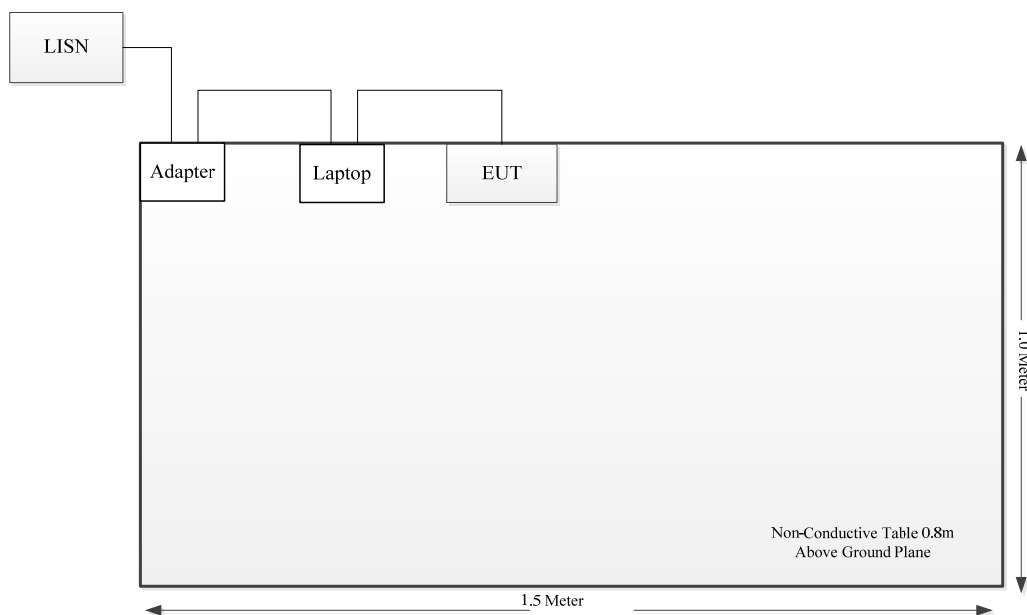 LISN
Adapter
Laptop
EUT
1.0 Meter
Non-Conductive Table 0.8m
Above Ground Plane
1.5 Meter